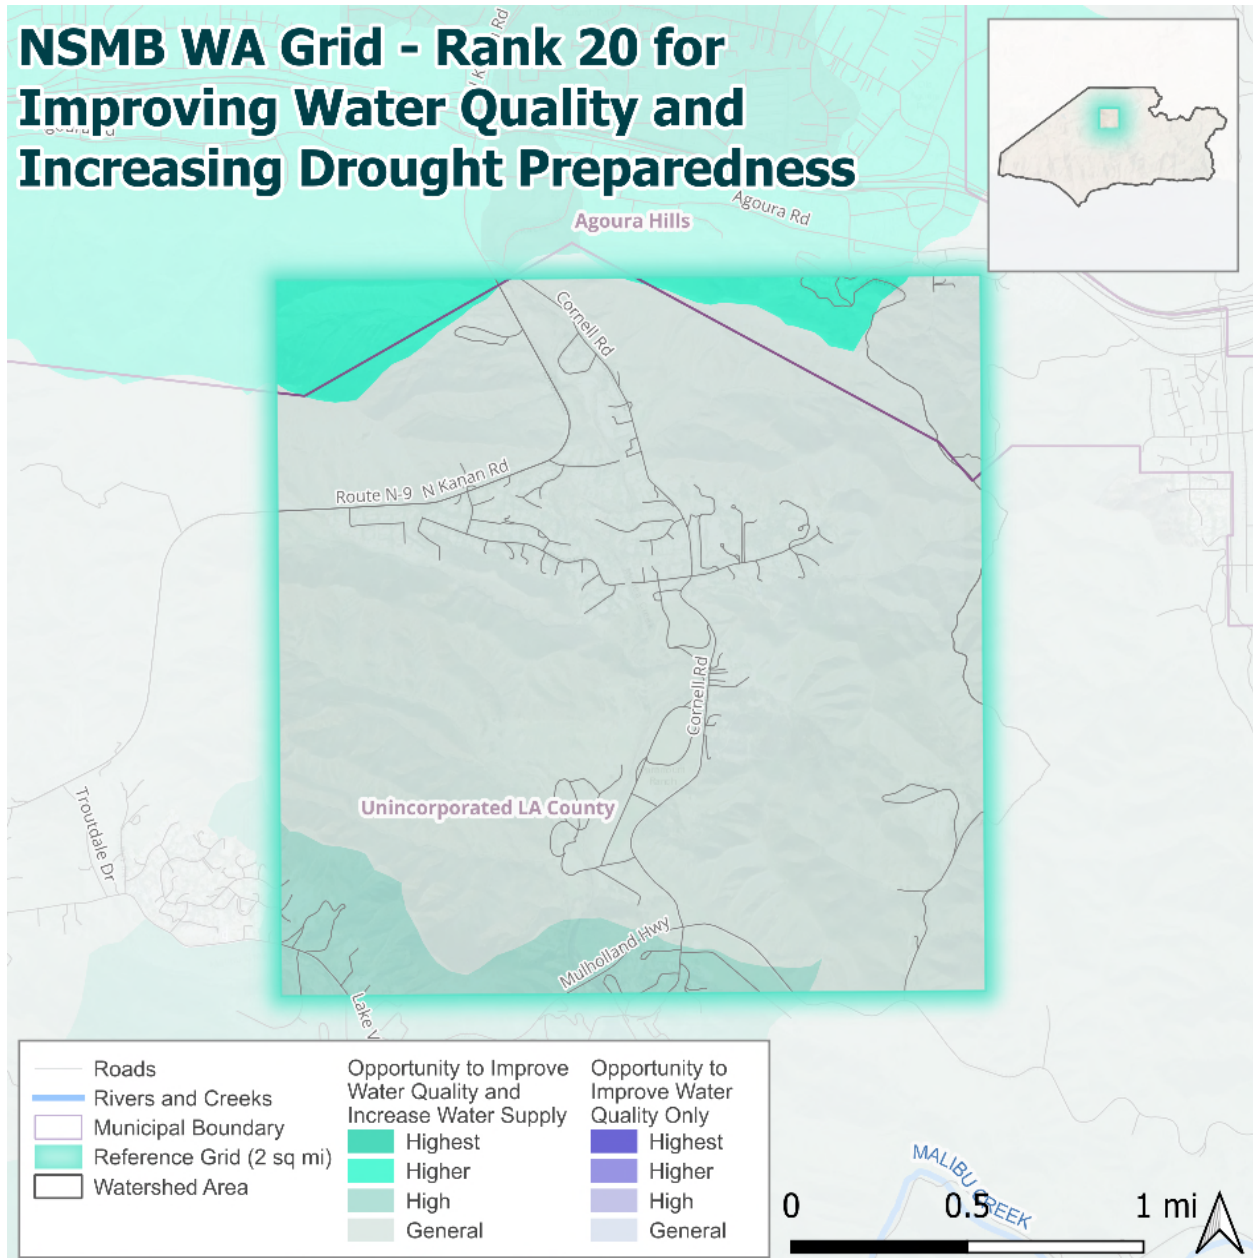 NSMB WA Grid - Rank 20 for
Improving Water Quality and
Increasing Drought Preparedness
Agoura Rd
Agoura Hills
Cornell Rd
Route N-9 N Kanan Rd
Cornell Rd
Unincorporated LA County
Troutdale Dr
Mulholland Hwy
Lake V
Roads
Rivers and Creeks
Municipal Boundary
Reference Grid (2 sq mi)
Watershed Area
Opportunity to Improve
Water Quality and
Increase Water Supply
Highest
Higher
High
General
Opportunity to
Improve Water
Quality Only
Highest
Higher
High
General
MALIBU CREEK
0 0.5 1 mi